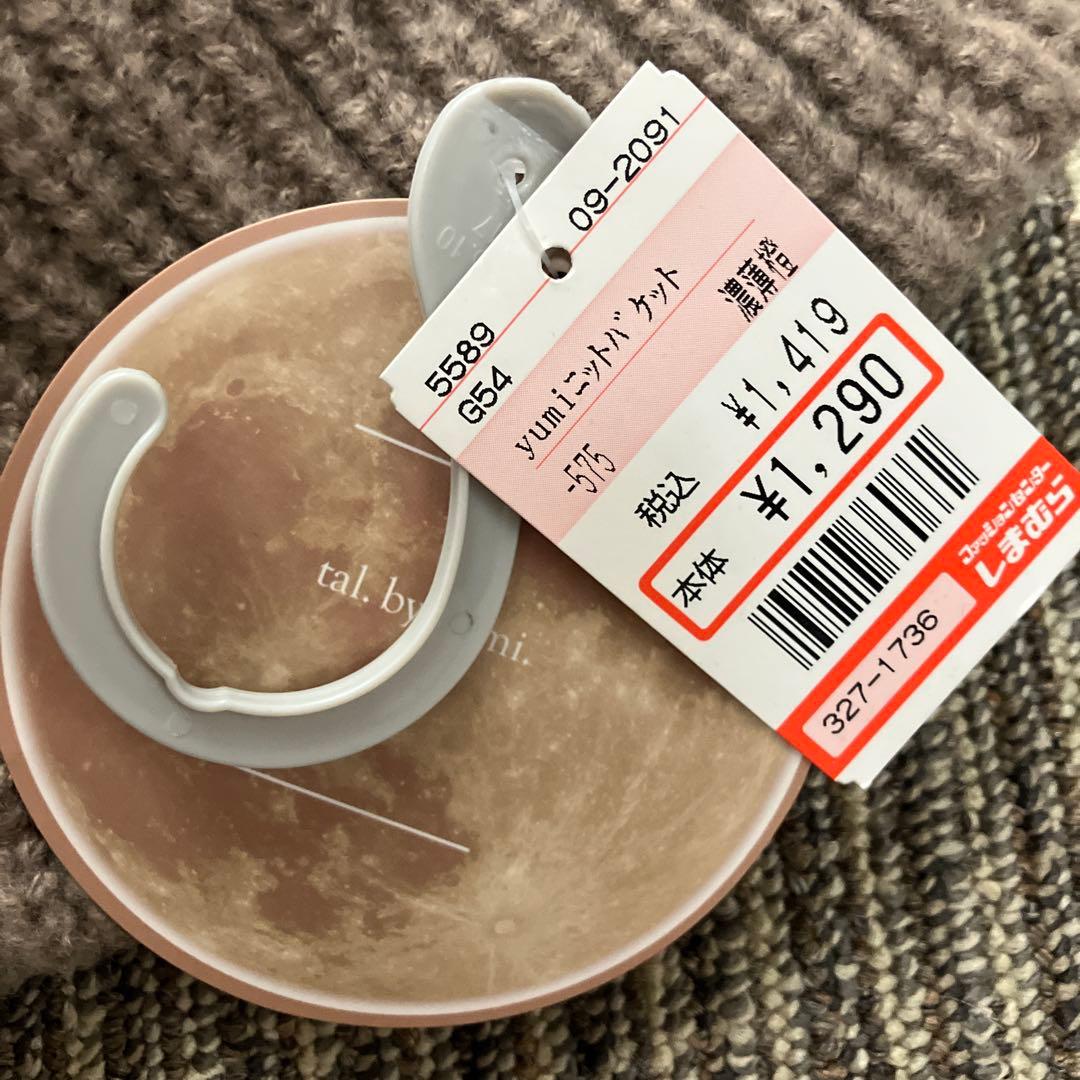 09-2091
5589
G54
yumiニットバケット
-575
濃薄橙
税込 ¥1,419
本体 ¥1,290
ファッションセンター
しまむら
327-1736
tal. by
mi.